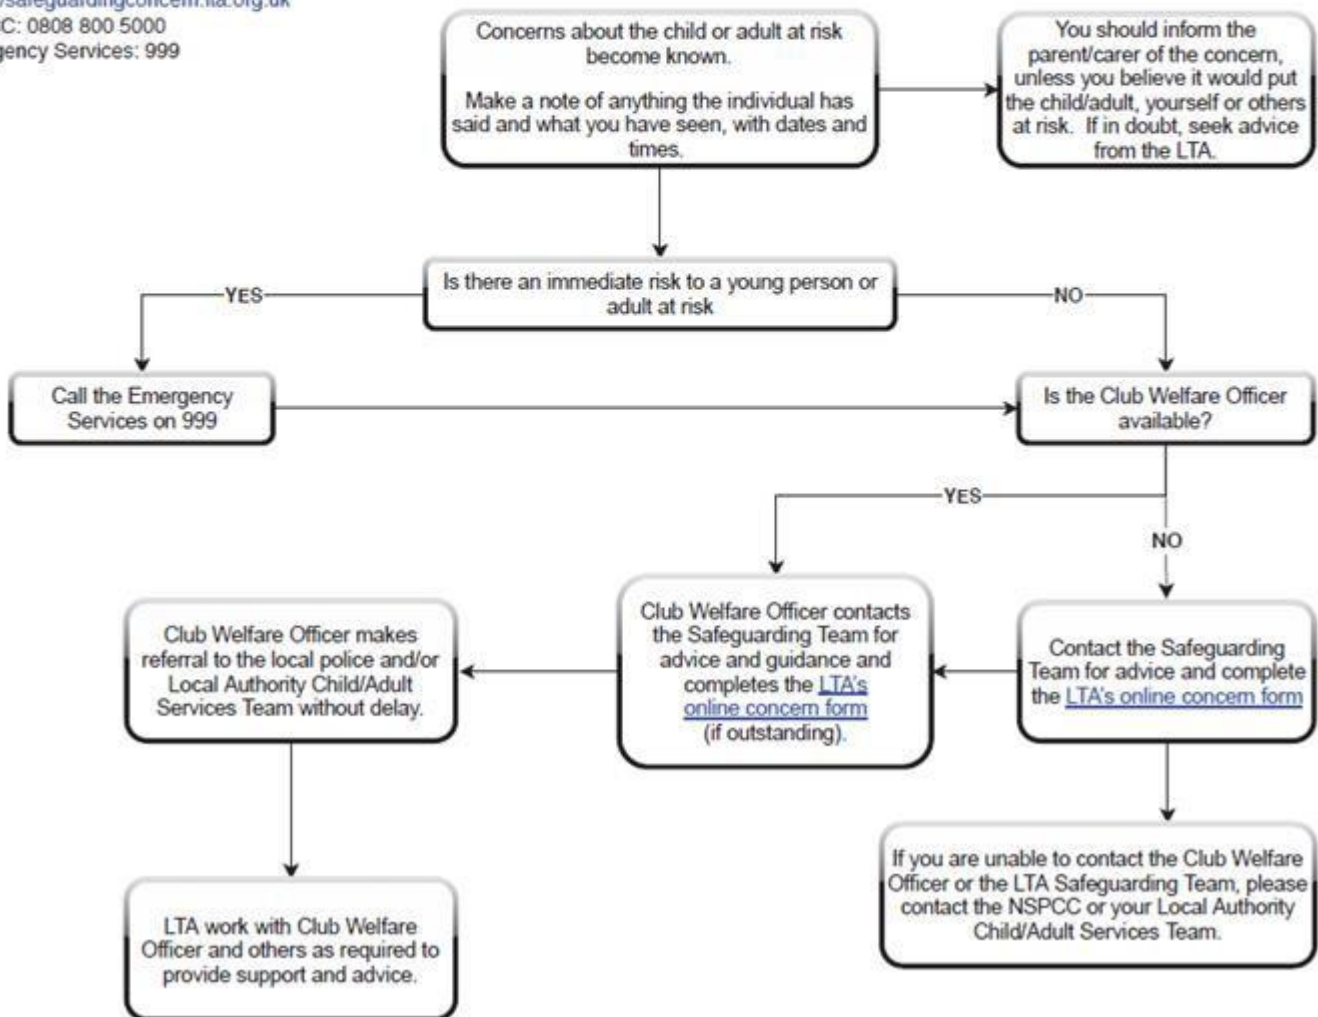 safeguardingconcern.lta.org.uk
C: 0808 800 5000
gency Services: 999
Concerns about the child or adult at risk
become known.
Make a note of anything the individual has
said and what you have seen, with dates and
times.
You should inform the
parent/carer of the concern,
unless you believe it would put
the child/adult, yourself or others
at risk. If in doubt, seek advice
from the LTA.
Is there an immediate risk to a young person or
adult at risk
YES
NO
Call the Emergency
Services on 999
Is the Club Welfare Officer
available?
YES
NO
Club Welfare Officer makes
referral to the local police and/or
Local Authority Child/Adult
Services Team without delay.
Club Welfare Officer contacts
the Safeguarding Team for
advice and guidance and
completes the LTA's
online concern form
(if outstanding).
Contact the Safeguarding
Team for advice and complete
the LTA's online concern form
LTA work with Club Welfare
Officer and others as required to
provide support and advice.
If you are unable to contact the Club Welfare
Officer or the LTA Safeguarding Team, please
contact the NSPCC or your Local Authority
Child/Adult Services Team.